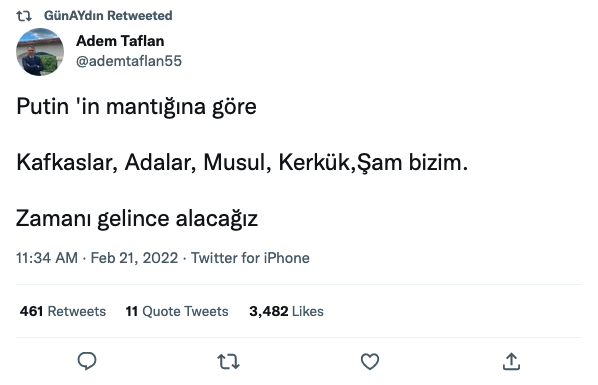 GünAYdın Retweeted
Adem Taflan
@ademtaflan55
Putin 'in mantığına göre
Kafkaslar, Adalar, Musul, Kerkük,Şam bizim.
Zamanı gelince alacağız
11:34 AM · Feb 21, 2022 · Twitter for iPhone
461 Retweets 11 Quote Tweets 3,482 Likes